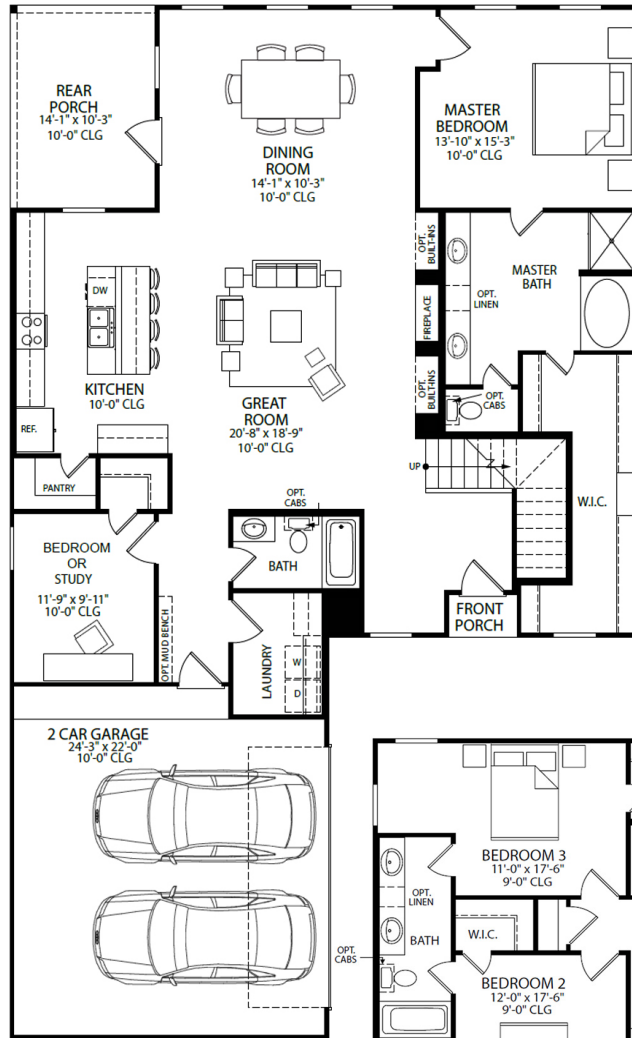 REAR
PORCH
14'-1" x 10'-3"
10'-0" CLG
DINING
ROOM
14'-1" x 10'-3"
10'-0" CLG
MASTER
BEDROOM
13'-10" x 15'-3"
10'-0" CLG
OPT.
BUILT-INS
MASTER
BATH
OPT.
LINEN
DW
FIREPLACE
KITCHEN
10'-0" CLG
GREAT
ROOM
20'-8" x 18'-9"
10'-0" CLG
OPT.
BUILT-INS
OPT.
CABS
REF.
UP
W.I.C.
PANTRY
OPT.
CABS
BEDROOM
OR
STUDY
11'-9" x 9'-11"
10'-0" CLG
BATH
OPT. MUD BENCH
LAUNDRY
W
D
FRONT
PORCH
2 CAR GARAGE
24'-3" x 22'-0"
10'-0" CLG
BEDROOM 3
11'-0" x 17'-6"
9'-0" CLG
OPT.
LINEN
BATH
W.I.C.
OPT.
CABS
BEDROOM 2
12'-0" x 17'-6"
9'-0" CLG